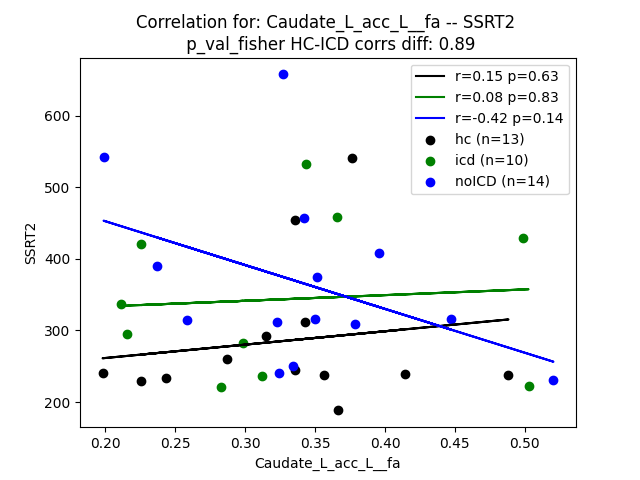 Correlation for: Caudate_L_acc_L__fa -- SSRT2
p_val_fisher HC-ICD corrs diff: 0.89
r=0.15 p=0.63
r=0.08 p=0.83
r=-0.42 p=0.14
hc (n=13)
icd (n=10)
noICD (n=14)
600
500
400
300
200
SSRT2
0.20 0.25 0.30 0.35 0.40 0.45 0.50
Caudate_L_acc_L__fa